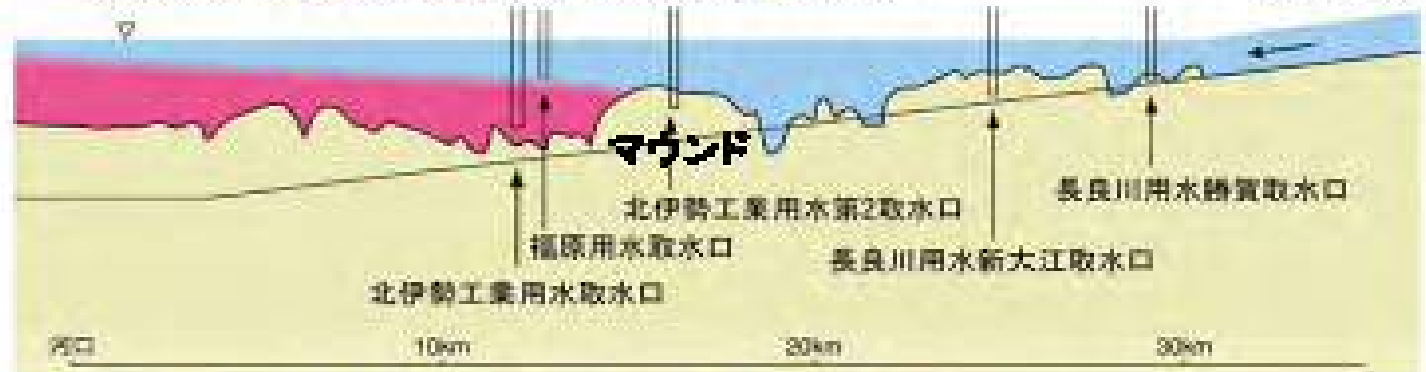 マウンド
長良川用水勝賀取水口
北伊勢工業用水第2取水口
福原用水取水口
長良川用水新大江取水口
北伊勢工業用水取水口
河口
10km
20km
30km